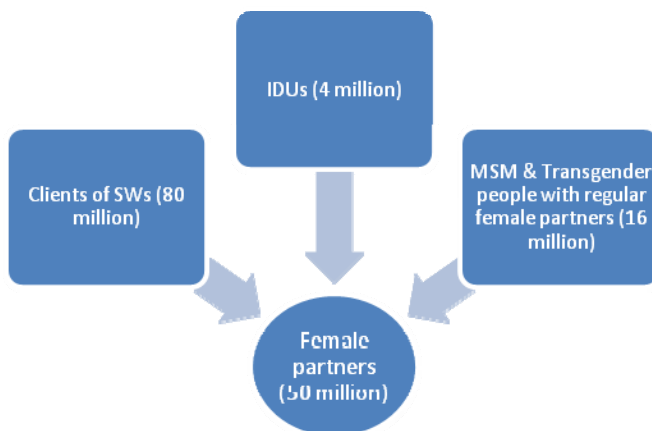 IDUs (4 million)
Clients of SWs (80
million)
MSM & Transgender
people with regular
female partners (16
million)
Female
partners
(50 million)